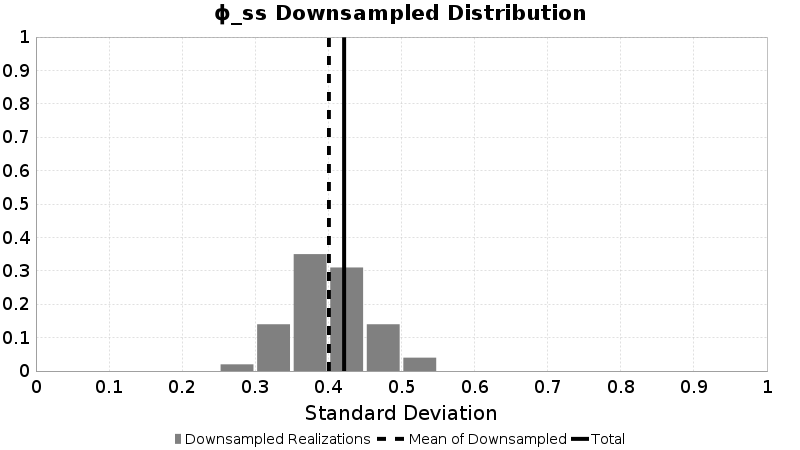 ϕ_ss Downsampled Distribution
1
0.9
0.8
0.7
0.6
0.5
0.4
0.3
0.2
0.1
0
0 0.1 0.2 0.3 0.4 0.5 0.6 0.7 0.8 0.9 1
Standard Deviation
Downsampled Realizations Mean of Downsampled Total